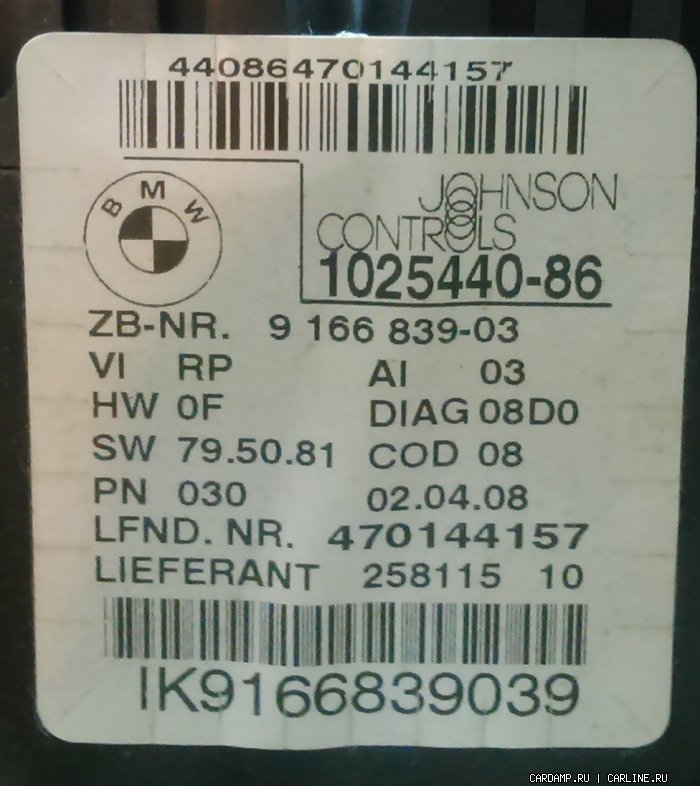 44086470144157
BMW
JOHNSON
CONTROLS
1025440-86
ZB-NR. 9 166 839-03
VI RP AI 03
HW 0F DIAG 08D0
SW 79.50.81 COD 08
PN 030 02.04.08
LFND. NR. 470144157
LIEFERANT 258115 10
IK9166839039
CARDAMP.RU | CARLINE.RU